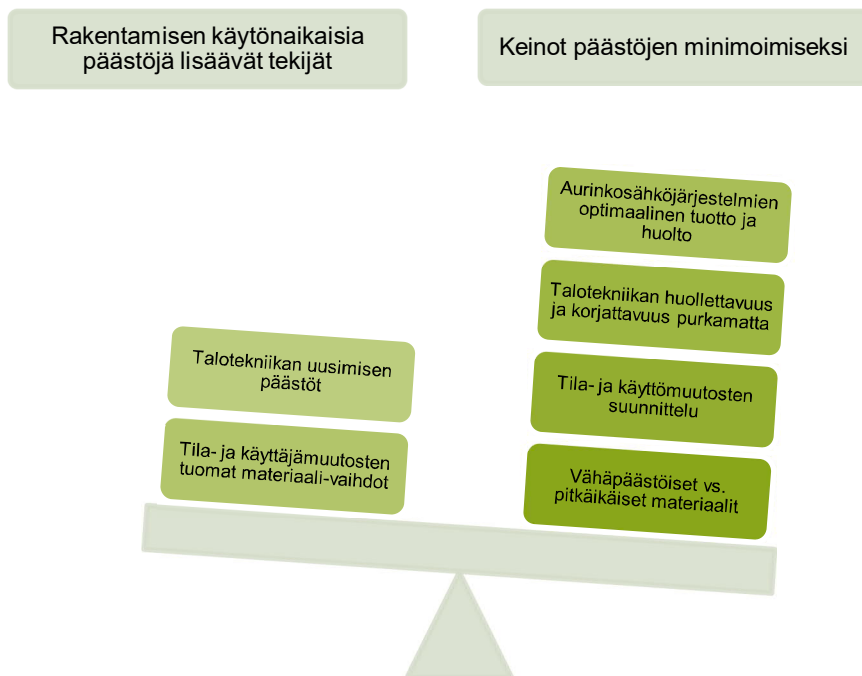 Rakentamisen käytönaikaisia
päästöjä lisäävät tekijät
Keinot päästöjen minimoimiseksi
Talotekniikan uusimisen
päästöt
Tila- ja käyttäjämuutosten
tuomat materiaali-vaihdot
Aurinkosähköjärjestelmien
optimaalinen tuotto ja
huolto
Talotekniikan huollettavuus
ja korjattavuus purkamatta
Tila- ja käyttömuutosten
suunnittelu
Vähäpäästöiset vs.
pitkäikäiset materiaalit